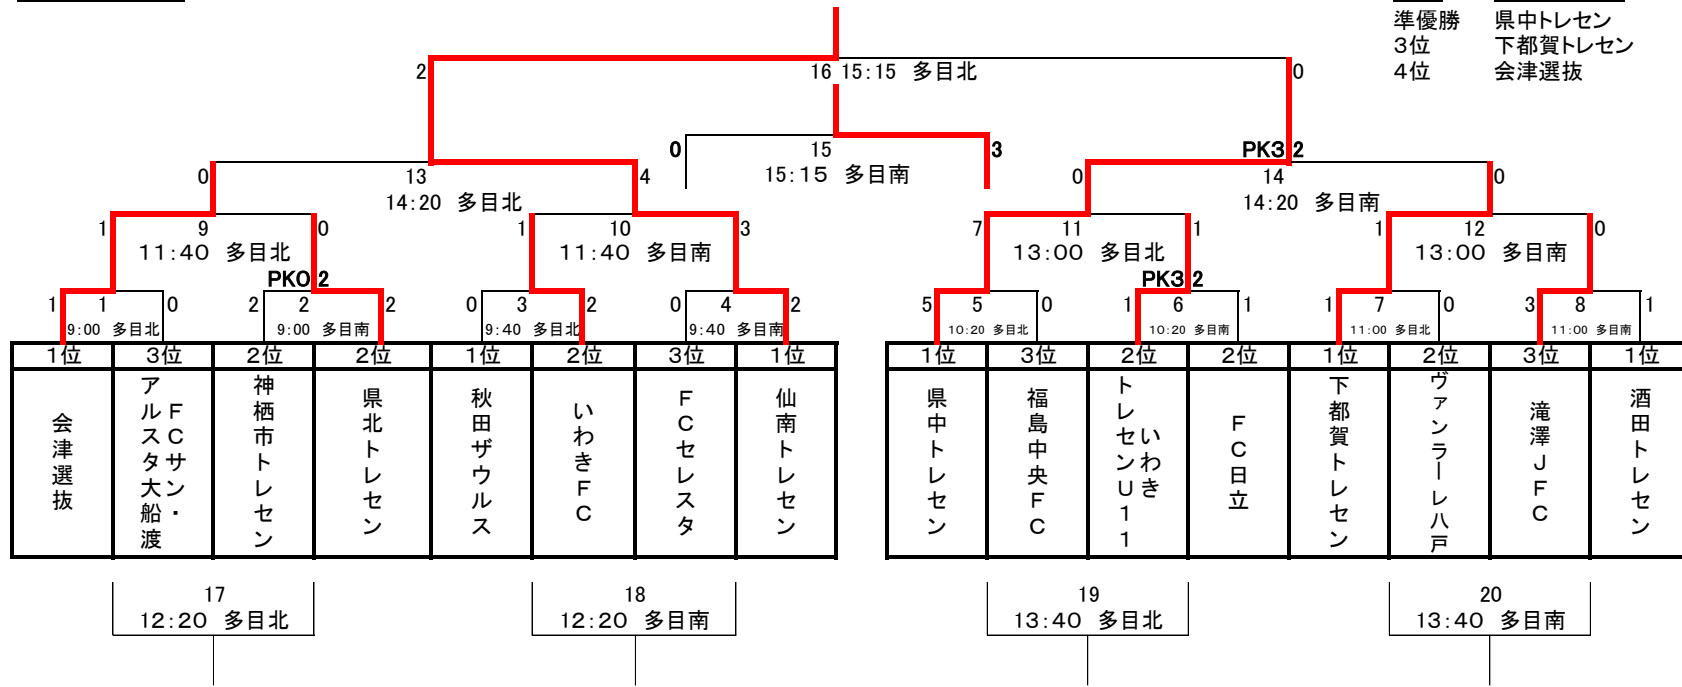 準優勝 県中トレセン
3位 下都賀トレセン
4位 会津選抜
2 16 15:15 多目北 0
0 15 3 PK3 2
15:15 多目南
0 13 4 0 14 0
14:20 多目北 14:20 多目南
1 9 0 1 10 3 7 11 1 1 12 0
11:40 多目北 11:40 多目南 13:00 多目北 13:00 多目南
PK0 2 PK3 2
1 1 0 2 2 2 0 3 2 0 4 2 5 5 0 1 6 1 1 7 0 3 8 1
9:00 多目北 9:00 多目南 9:40 多目北 9:40 多目南 10:20 多目北 10:20 多目南 11:00 多目北 11:00 多目南
1位 3位 2位 2位 1位 2位 3位 1位 1位 3位 2位 2位 1位 2位 3位 1位
会津選抜
FCサン・
アルスタ大船渡
神栖市トレセン
県北トレセン
秋田ザウルス
いわきFC
FCセレスタ
仙南トレセン
県中トレセン
福島中央FC
いわき
トレセンU11
FC日立
下都賀トレセン
ヴァンラーレ八戸
滝澤JFC
酒田トレセン
17 18 19 20
12:20 多目北 12:20 多目南 13:40 多目北 13:40 多目南